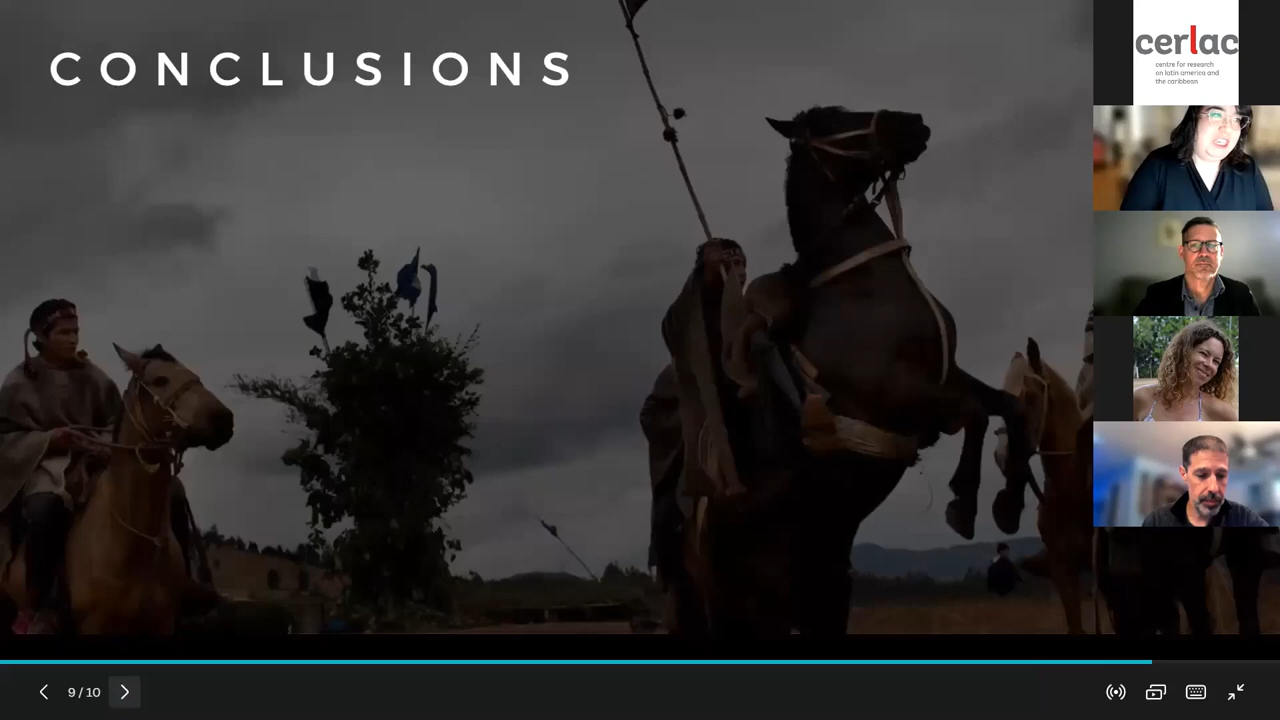 CONCLUSIONS
cerlac
centre for research
on latin america and
the caribbean
9 / 10